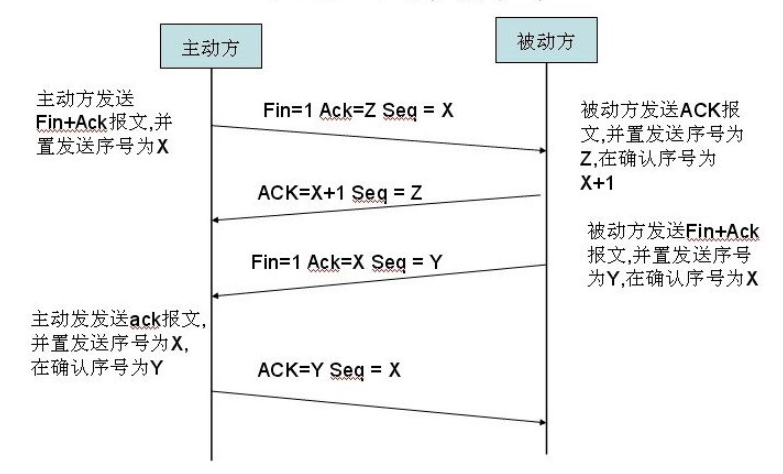 主动方
被动方
主动方发送
Fin+Ack报文,并
置发送序号为X
Fin=1 Ack=Z Seq = X
被动方发送ACK报
文,并置发送序号为
Z,在确认序号为
X+1
ACK=X+1 Seq = Z
被动方发送Fin+Ack
报文,并置发送序号
为Y,在确认序号为X
Fin=1 Ack=X Seq = Y
主动发发送ack报文,
并置发送序号为X,
在确认序号为Y
ACK=Y Seq = X